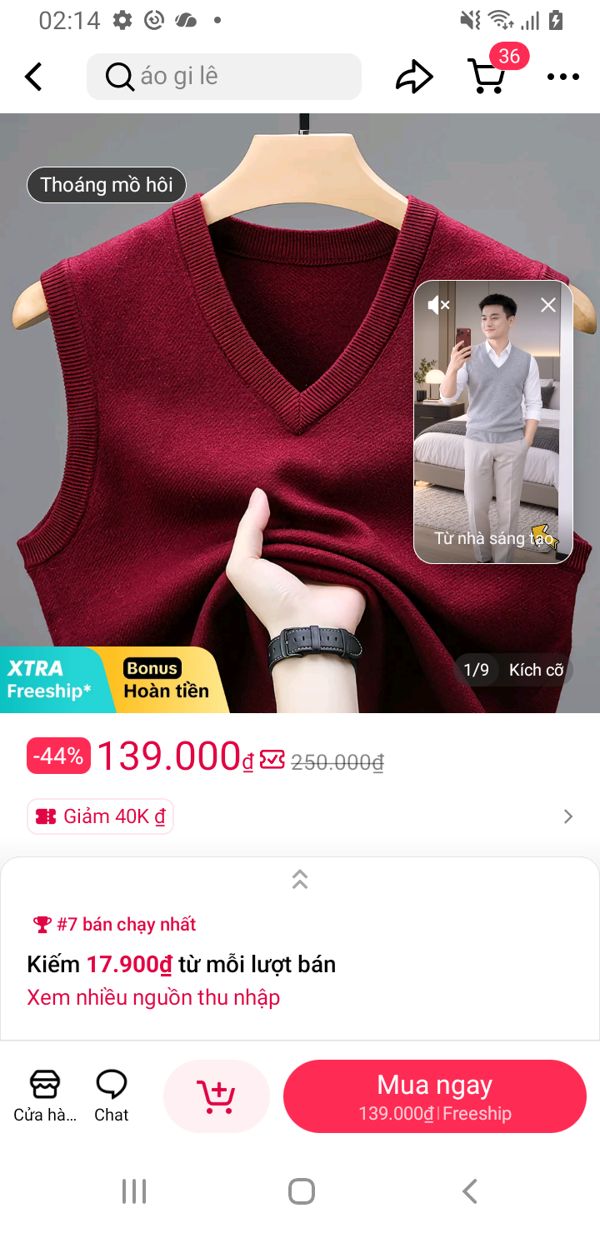 02:14
áo gi lê
36
Thoáng mồ hôi
Từ nhà sáng tạo
XTRA
Freeship*
Bonus
Hoàn tiền
1/9 Kích cỡ
-44% 139.000₫ 250.000₫
Giảm 40K ₫
#7 bán chạy nhất
Kiếm 17.900₫ từ mỗi lượt bán
Xem nhiều nguồn thu nhập
Cửa hà...
Chat
Mua ngay
139.000₫ | Freeship